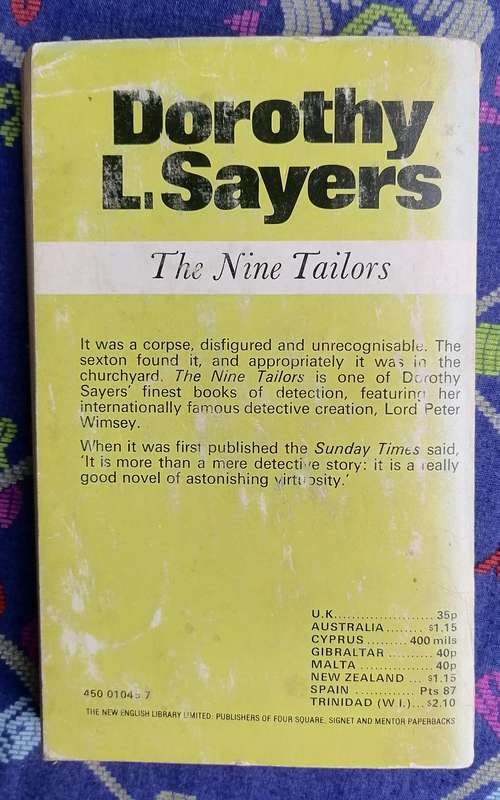 Dorothy
L. Sayers
The Nine Tailors
It was a corpse, disfigured and unrecognisable. The
sexton found it, and appropriately it was in the
churchyard. The Nine Tailors is one of Dorothy
Sayers' finest books of detection, featuring her
internationally famous detective creation, Lord Peter
Wimsey.
When it was first published the Sunday Times said,
'It is more than a mere detective story: it is a really
good novel of astonishing virtuosity.'
U.K...................... 35p
AUSTRALIA ........ $1.15
CYPRUS ......... 400 mils
GIBRALTAR .......... 40p
MALTA ................ 40p
NEW ZEALAND ... $1.15
SPAIN ............. Pts 87
TRINIDAD (W.I.)... $2.10
450 01045 7
THE NEW ENGLISH LIBRARY LIMITED: PUBLISHERS OF FOUR SQUARE, SIGNET AND MENTOR PAPERBACKS